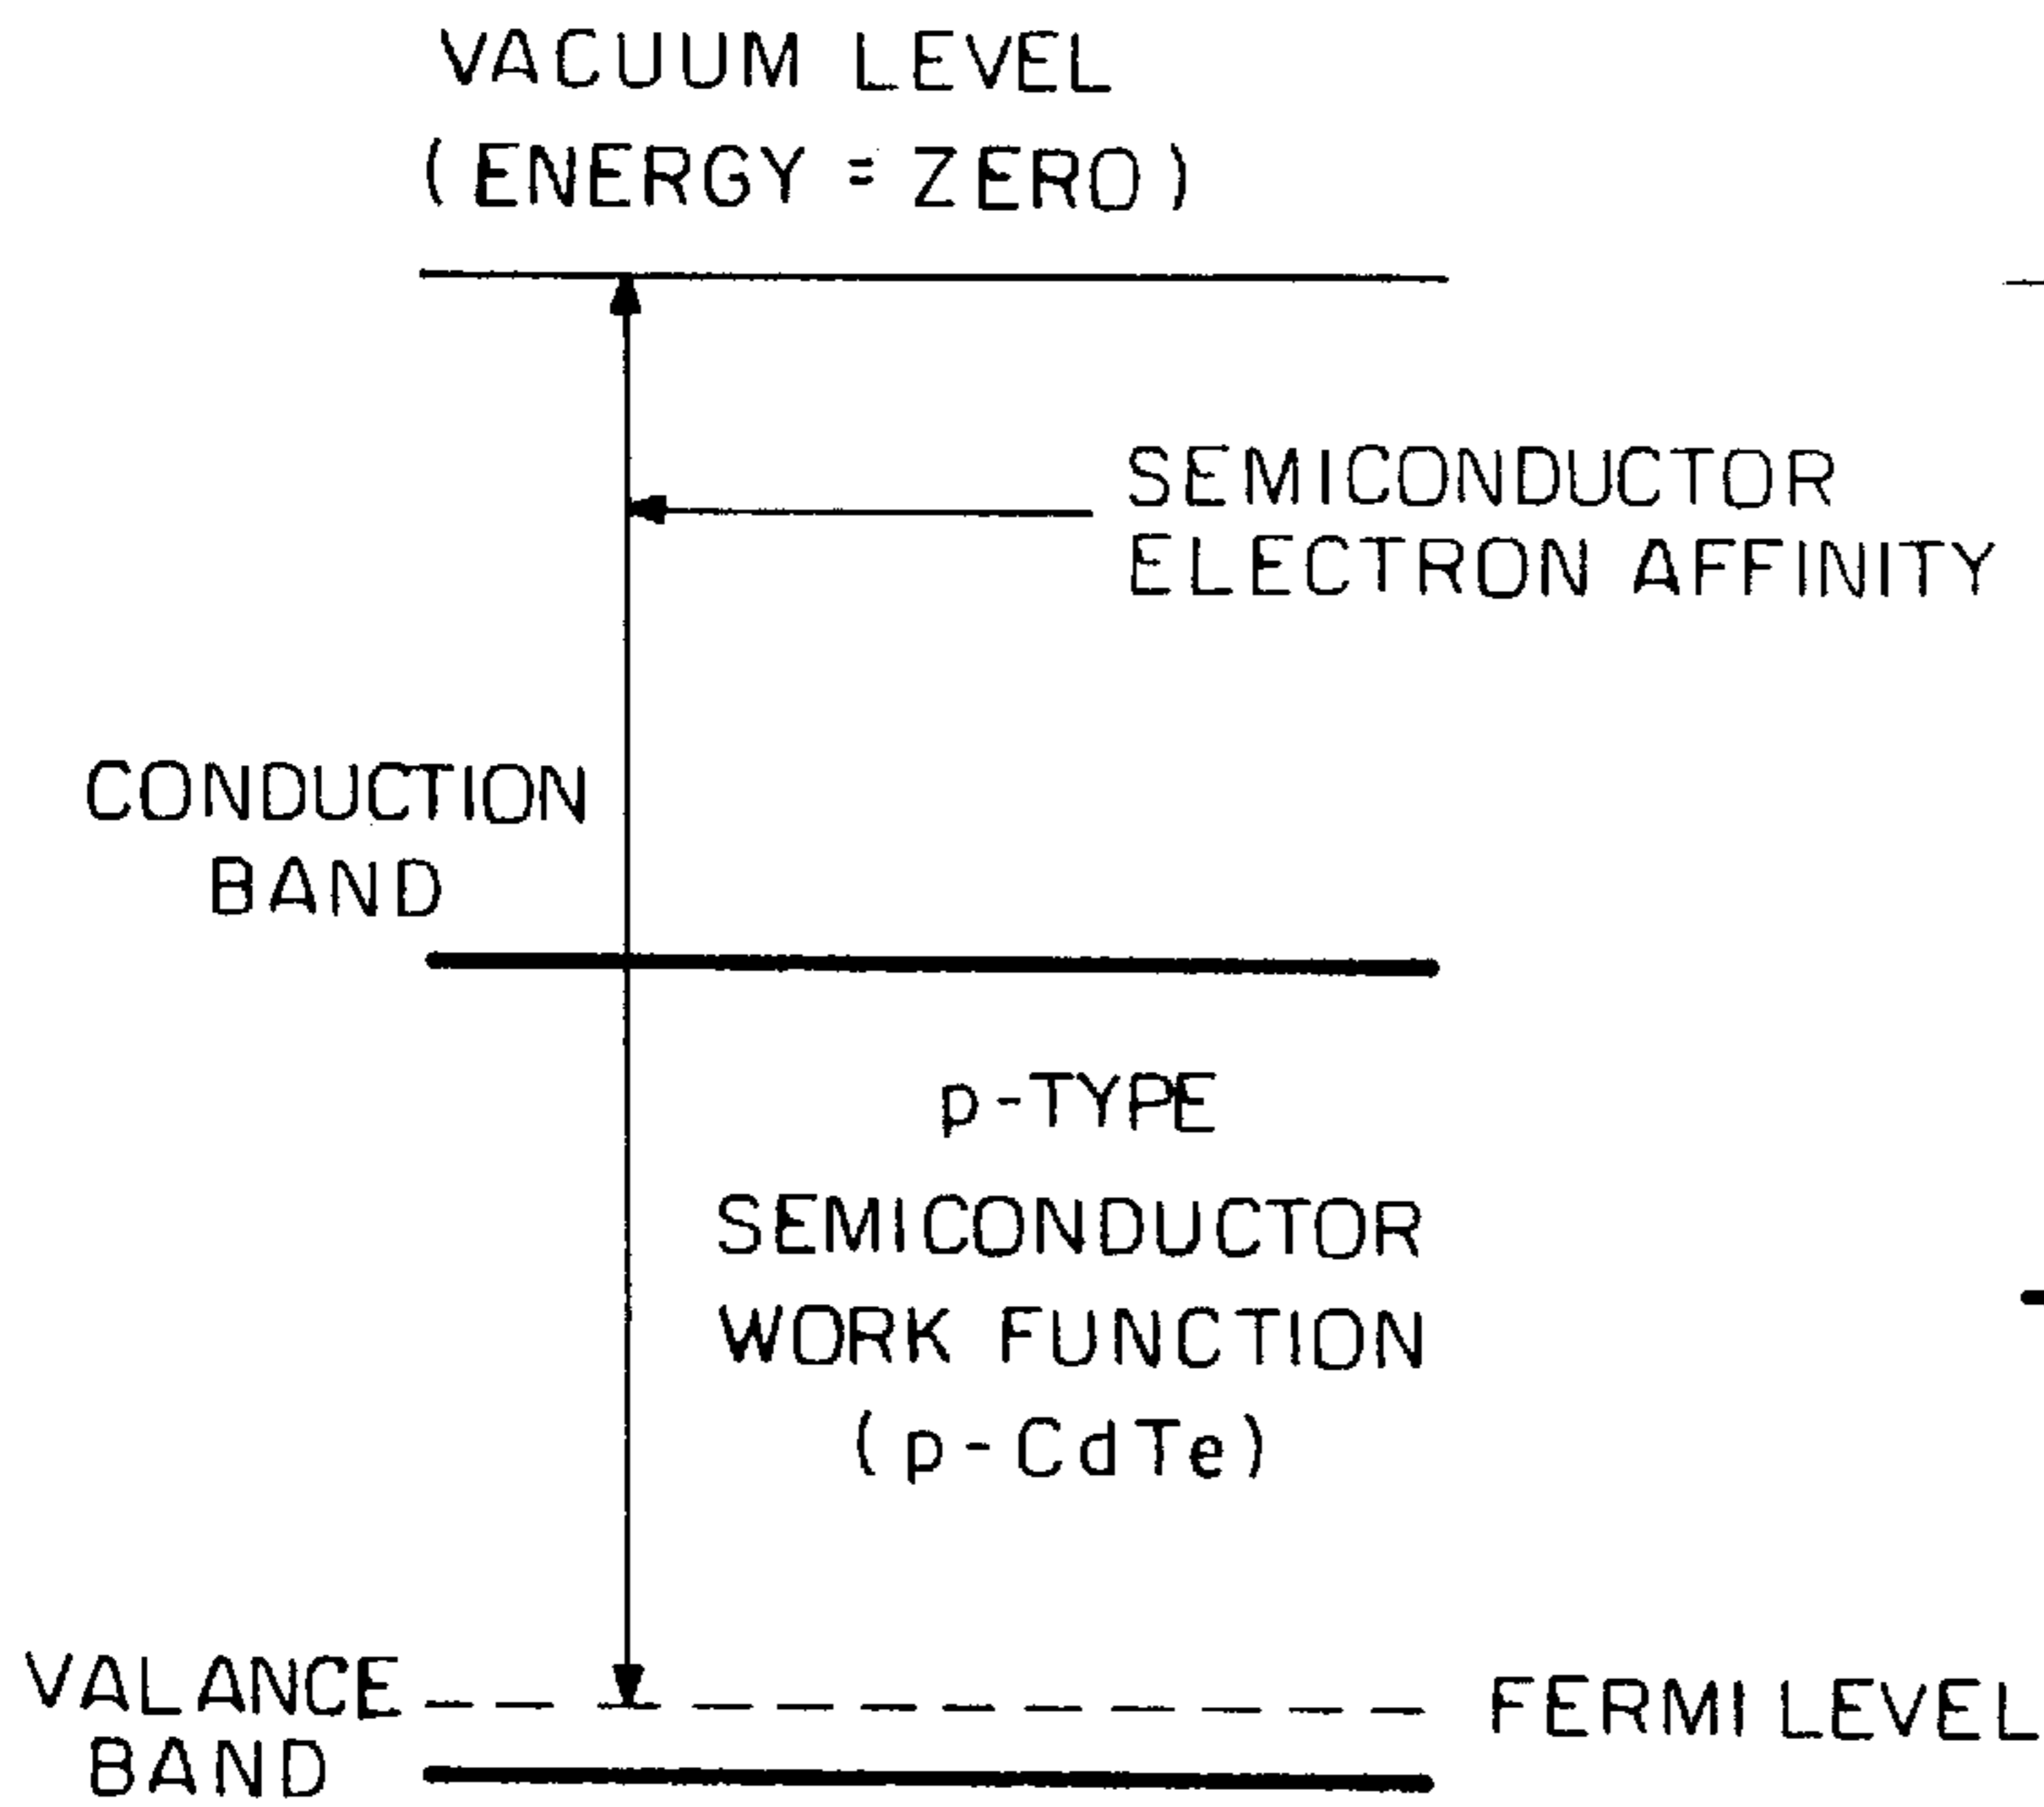 VACUUM LEVEL
(ENERGY = ZERO)
SEMICONDUCTOR
ELECTRON AFFINITY
CONDUCTION
BAND
p-TYPE
SEMICONDUCTOR
WORK FUNCTION
(p-CdTe)
VALANCE
BAND
FERMI LEVEL